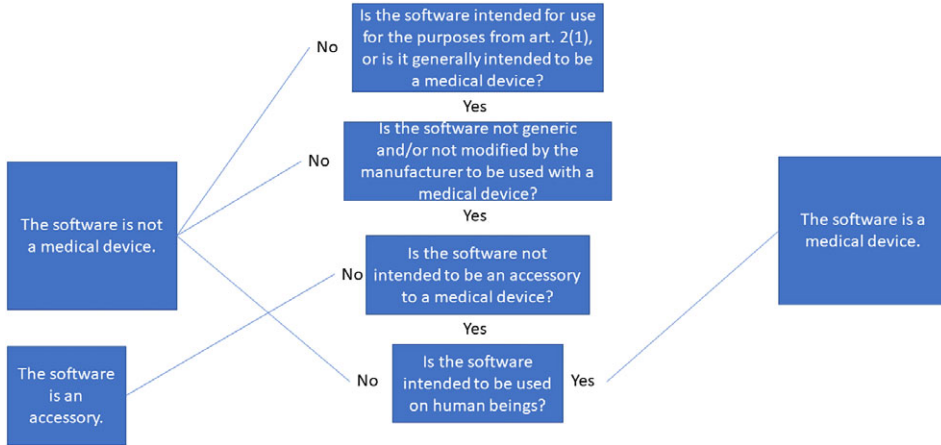 Is the software intended for use
for the purposes from art. 2(1),
or is it generally intended to be
a medical device?
No
Yes
Is the software not generic
and/or not modified by the
manufacturer to be used with a
medical device?
No
Yes
The software is not
a medical device.
The software is a
medical device.
Is the software not
intended to be an accessory
to a medical device?
No
Yes
The software
is an
accessory.
No
Is the software
intended to be used
on human beings?
Yes